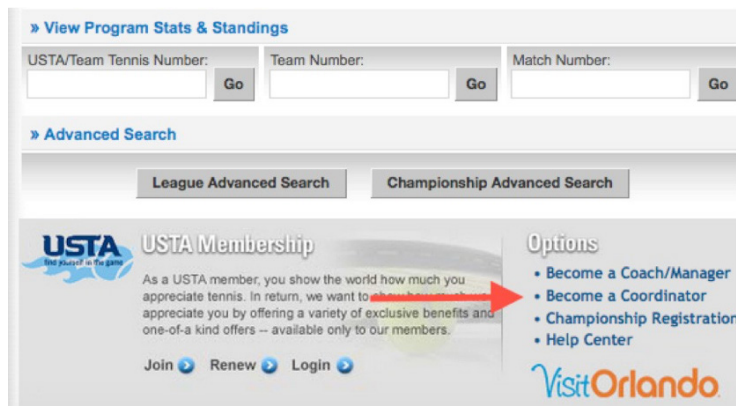 » View Program Stats & Standings
USTA/Team Tennis Number: Team Number: Match Number:
Go Go Go
» Advanced Search
League Advanced Search Championship Advanced Search
USTA
find yourself in the game
USTA Membership
As a USTA member, you show the world how much you
appreciate tennis. In return, we want to show how much we
appreciate you by offering a variety of exclusive benefits and
one-of-a kind offers -- available only to our members.
Join Renew Login
Options
• Become a Coach/Manager
• Become a Coordinator
• Championship Registration
• Help Center
VisitOrlando